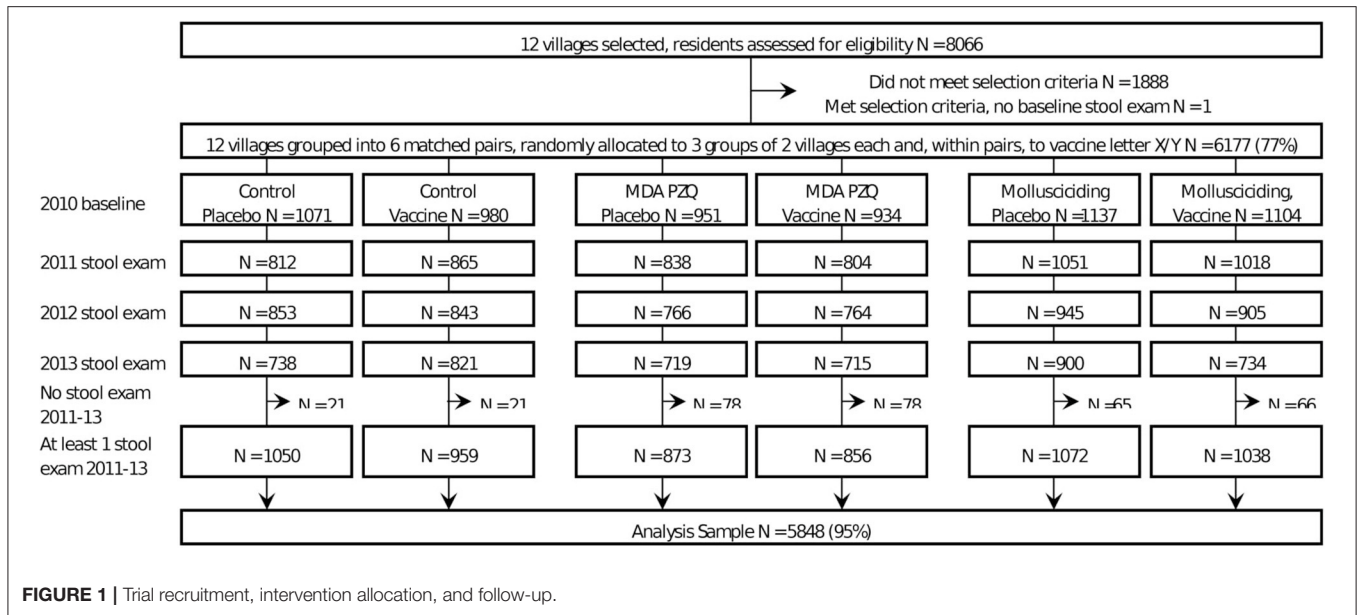 12 villages selected, residents assessed for eligibility N = 8066
Did not meet selection criteria N = 1888
Met selection criteria, no baseline stool exam N = 1
12 villages grouped into 6 matched pairs, randomly allocated to 3 groups of 2 villages each and, within pairs, to vaccine letter X/Y N = 6177 (77%)
2010 baseline
Control
Placebo N = 1071
Control
Vaccine N = 980
MDA PZQ
Placebo N = 951
MDA PZQ
Vaccine N = 934
Mollusciciding
Placebo N = 1137
Mollusciciding,
Vaccine N = 1104
2011 stool exam
N = 812
N = 865
N = 838
N = 804
N = 1051
N = 1018
2012 stool exam
N = 853
N = 843
N = 766
N = 764
N = 945
N = 905
2013 stool exam
N = 738
N = 821
N = 719
N = 715
N = 900
N = 734
No stool exam
2011-13
N = 21
N = 21
N = 78
N = 78
N = 65
N = 66
At least 1 stool
exam 2011-13
N = 1050
N = 959
N = 873
N = 856
N = 1072
N = 1038
Analysis Sample N = 5848 (95%)
FIGURE 1 | Trial recruitment, intervention allocation, and follow-up.